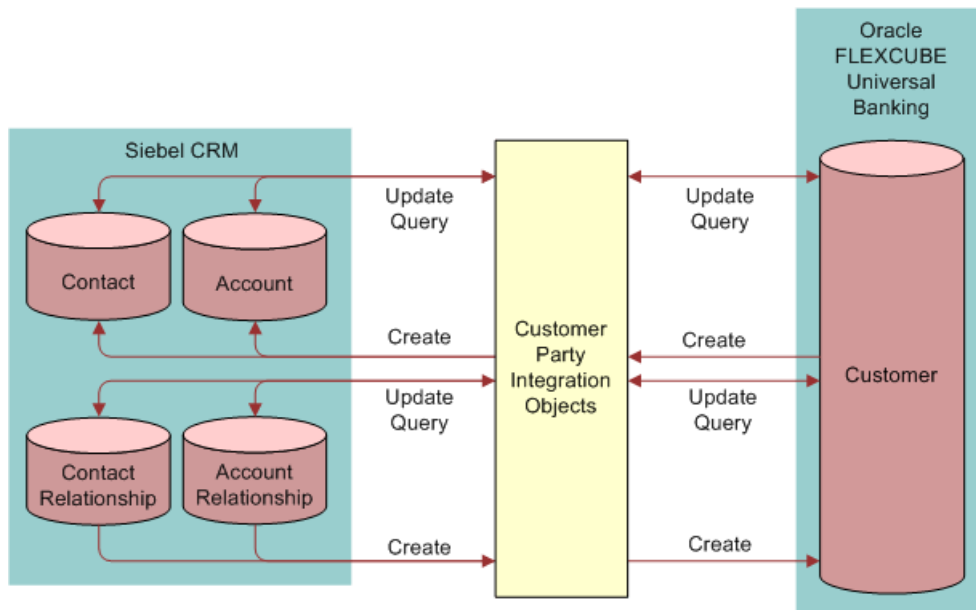 Oracle
FLEXCUBE
Universal
Banking
Siebel CRM
Update
Query
Update
Query
Contact
Account
Create
Create
Customer
Party
Integration
Objects
Customer
Update
Query
Update
Query
Contact
Relationship
Account
Relationship
Create
Create